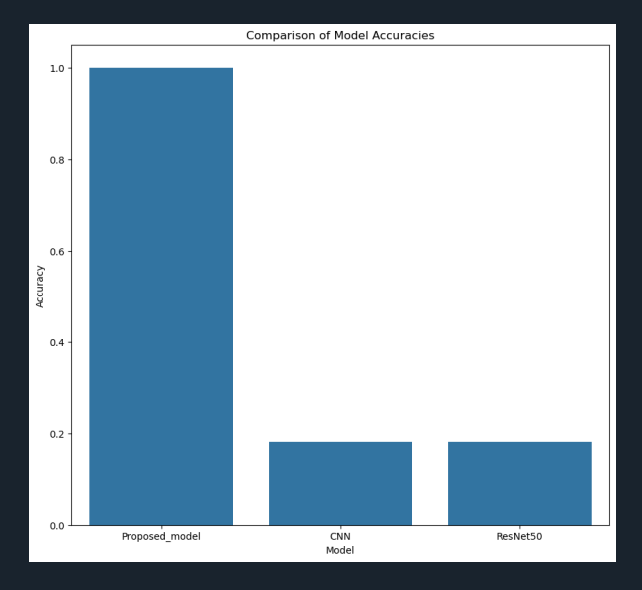 Comparison of Model Accuracies
1.0
0.8
0.6
0.4
0.2
0.0
Accuracy
Proposed_model
CNN
ResNet50
Model